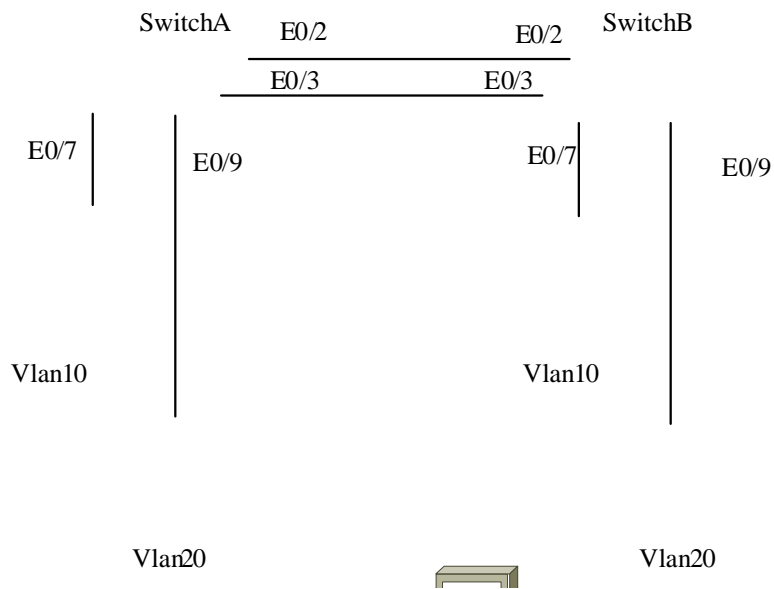 SwitchA
E0/2
E0/2
SwitchB
E0/3
E0/3
E0/7
E0/9
E0/7
E0/9
Vlan10
Vlan10
Vlan20
Vlan20